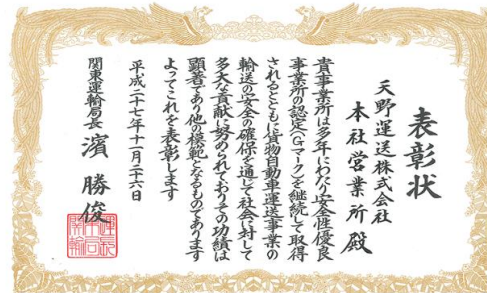 表彰状
天野運送株式会社
本社営業所殿
貴事業所は多年にわたり安全性優良
事業所の認定(Gマーク)を継続して取得
されるとともに貨物自動車運送事業の
輸送の安全の確保を通じて社会に対して
多大な貢献に努められておりその功績は
顕著であり他の模範となるものであります
よってこれを表彰します
平成二十七年十一月二十六日
関東運輸局長 濱 勝俊